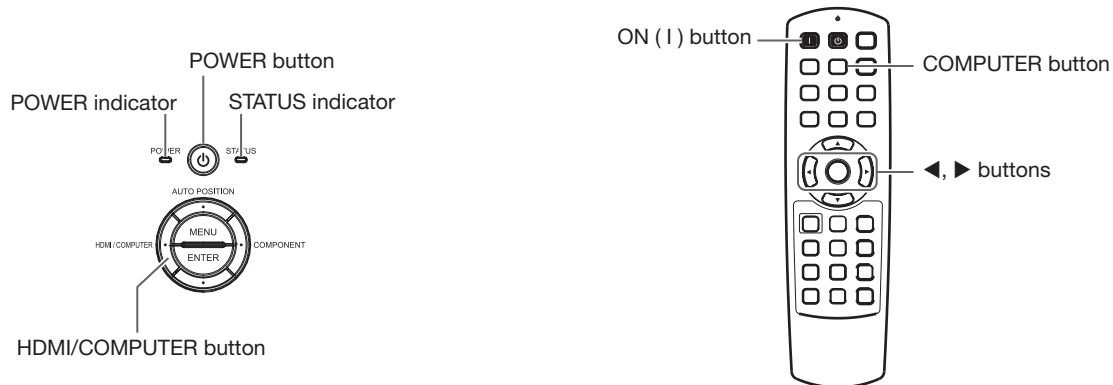 POWER button
POWER indicator
STATUS indicator
STATUS
AUTO POSITION
MENU
HDMI / COMPUTER
COMPONENT
ENTER
HDMI/COMPUTER button
ON ( I ) button
COMPUTER button
◀, ▶ buttons